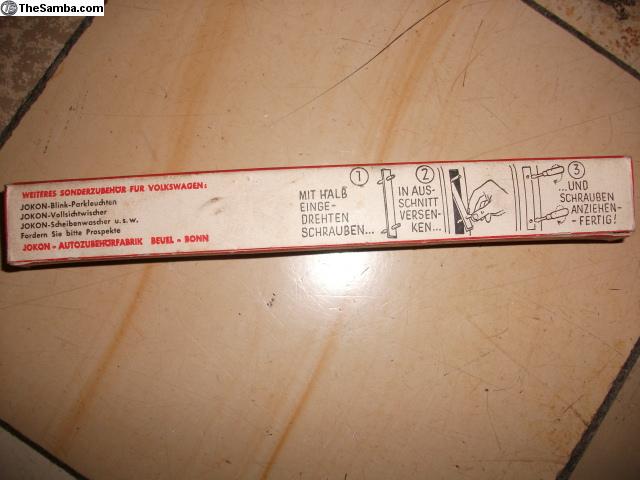 TheSamba.com
WEITERES SONDERZUBEHÖR FÜR VOLKSWAGEN:
JOKON-Blink-Parkleuchten
JOKON-Vollsichtwischer
JOKON-Scheibenwascher u. s. w.
Fordern Sie bitte Prospekte
JOKON - AUTOZUBEHÖRFABRIK BEUEL - BONN
1
MIT HALB
EINGE-
DREHTEN
SCHRAUBEN...
2
IN AUS-
SCHNITT
VERSEN-
KEN...
3
...UND
SCHRAUBEN
ANZIEHEN-
-FERTIG!